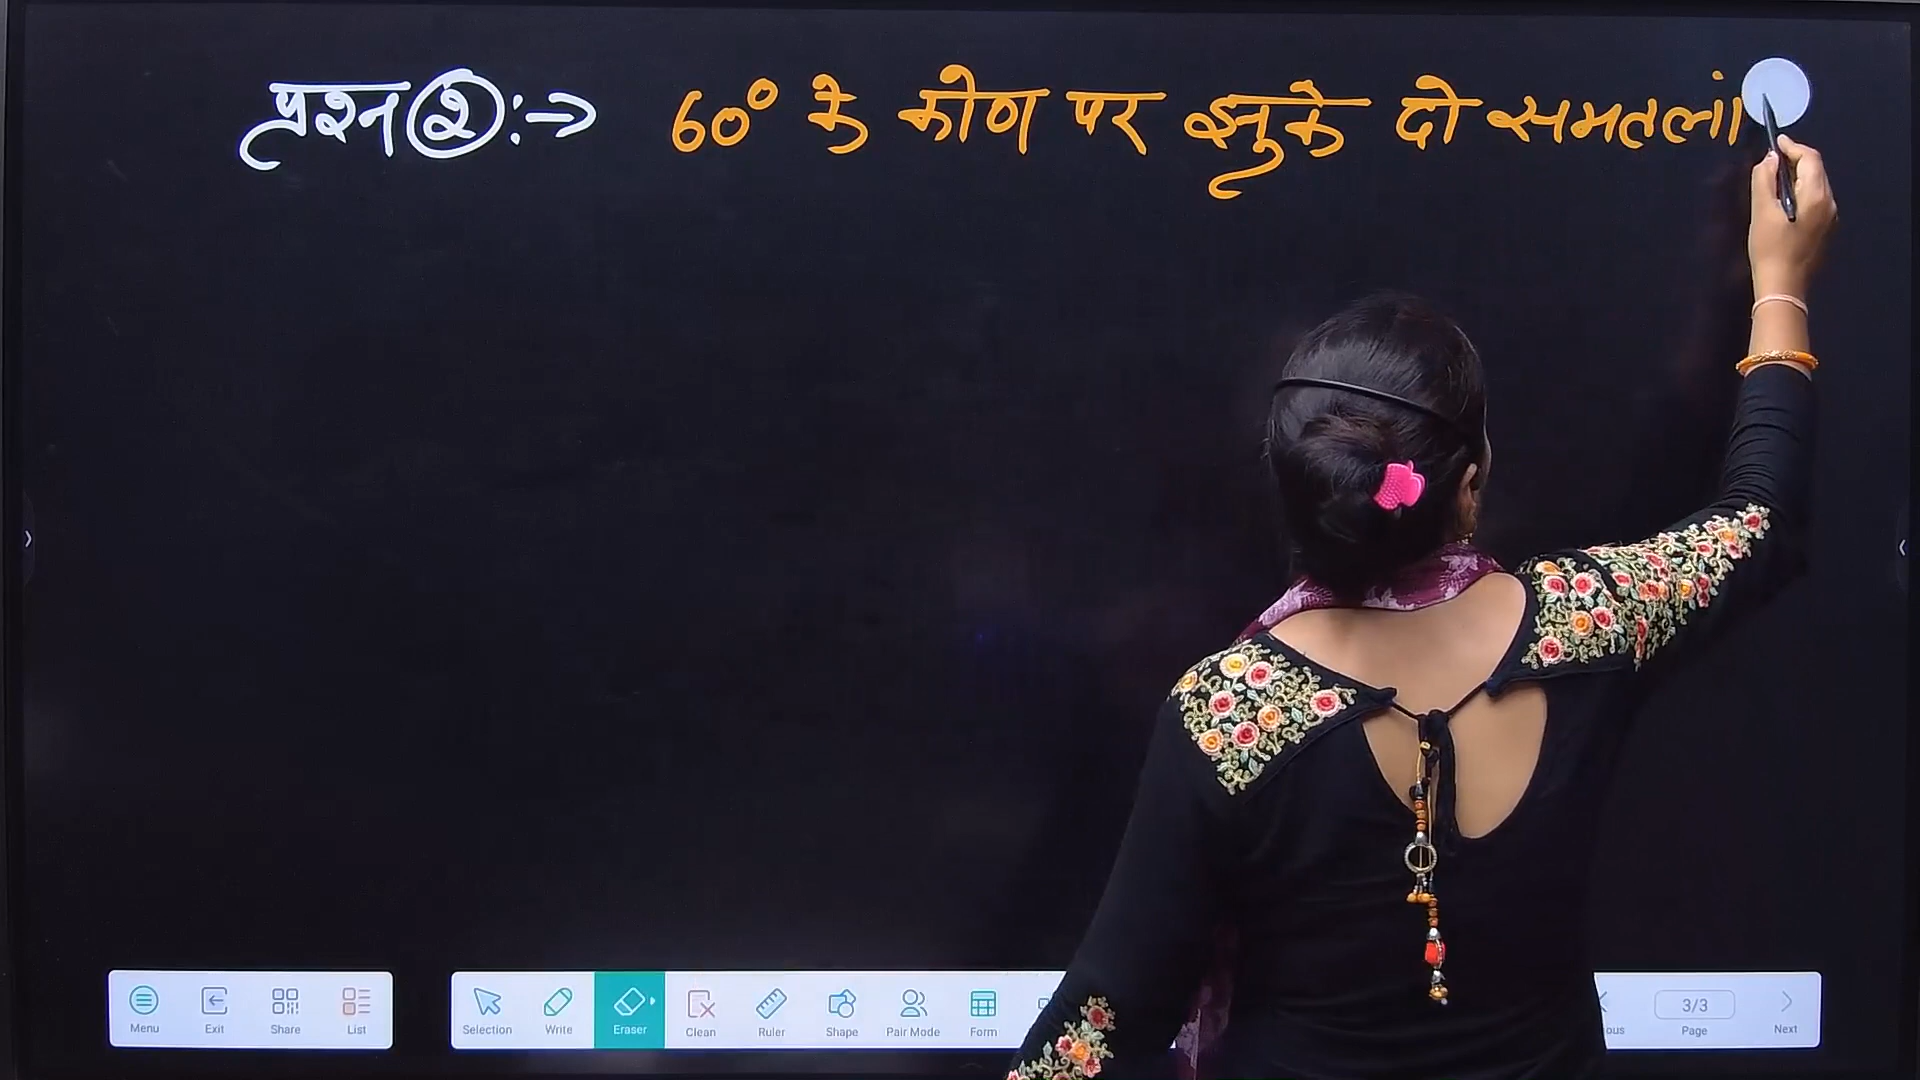 प्रश्न २ :→ 60° के कोण पर झुके दो समतलां
Menu Exit Share List Selection Write Eraser Clean Ruler Shape Pair Mode Form 3/3 Page Next